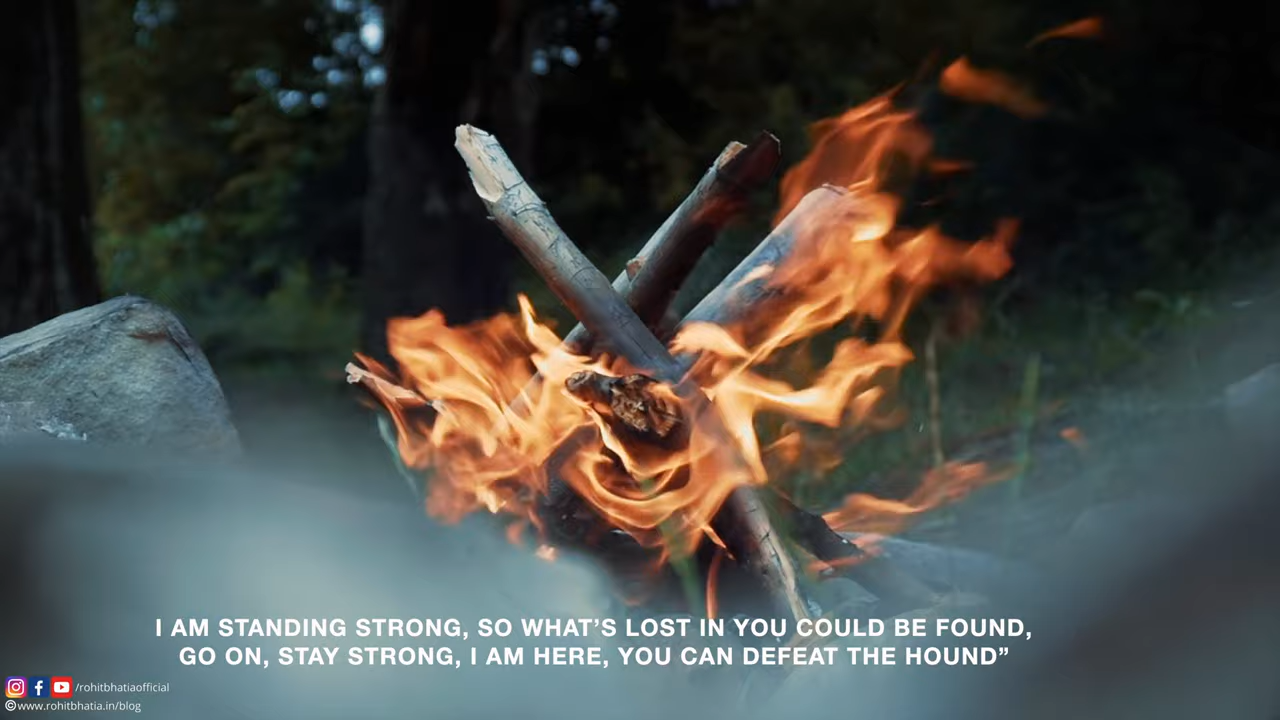 I AM STANDING STRONG, SO WHAT’S LOST IN YOU COULD BE FOUND,
GO ON, STAY STRONG, I AM HERE, YOU CAN DEFEAT THE HOUND”
/rohitbhatiaofficial
©www.rohitbhatia.in/blog